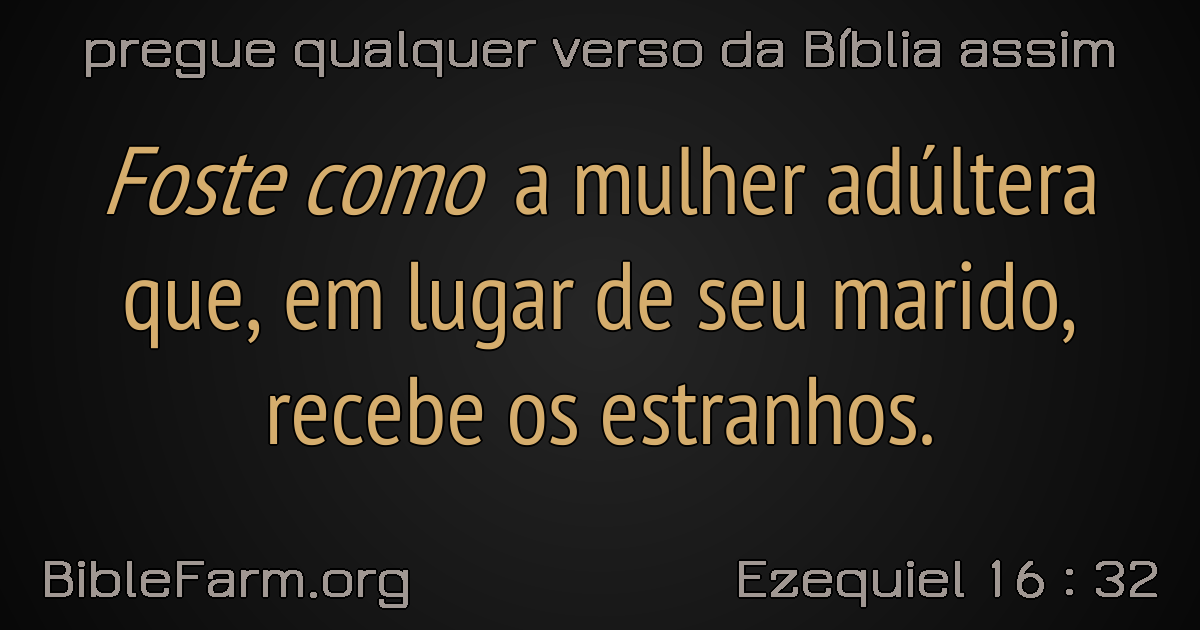 pregue qualquer verso da Bíblia assim
Foste como a mulher adúltera
que, em lugar de seu marido,
recebe os estranhos.
BibleFarm.org
Ezequiel 16 : 32